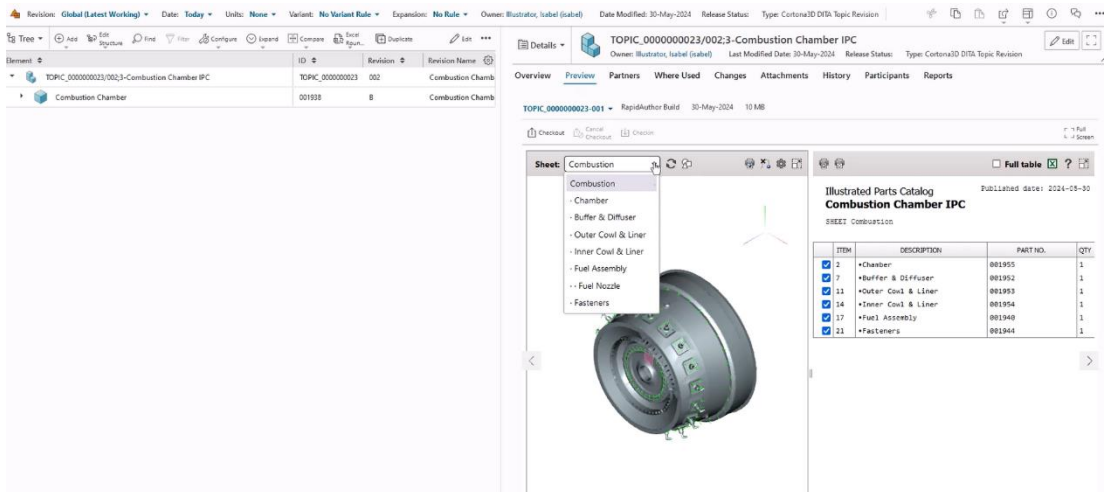 Revision: Global (Latest Working) Date: Today Units: None Variant: No Variant Rule Expansion: No Rule Owner: Illustrator, Isabel (isabel) Date Modified: 30-May-2024 Release Status: Type: Cortona3D DITA Topic Revision
Tree Add Edit Structure Find Filter Configure Expand Compare Excel Roun... Duplicate Edit
Element ID Revision Revision Name
TOPIC_0000000023/002;3-Combustion Chamber IPC TOPIC_0000000023 002 Combustion Chamb
Combustion Chamber 001938 B Combustion Chamb
Details
TOPIC_0000000023/002;3-Combustion Chamber IPC
Edit
Owner: Illustrator, Isabel (isabel) Last Modified Date: 30-May-2024 Release Status: Type: Cortona3D DITA Topic Revision
Overview Preview Partners Where Used Changes Attachments History Participants Reports
TOPIC_0000000023-001 RapidAuthor Build 30-May-2024 10 MB
Checkout Cancel Checkout Checkin Full Screen
Sheet: Combustion
Combustion
- Chamber
- Buffer & Diffuser
- Outer Cowl & Liner
- Inner Cowl & Liner
- Fuel Assembly
- - Fuel Nozzle
- Fasteners
Full table ?
Illustrated Parts Catalog Published date: 2024-05-30
Combustion Chamber IPC
SHEET Combustion
ITEM DESCRIPTION PART NO. QTY
2 •Chamber 001955 1
7 •Buffer & Diffuser 001952 1
11 •Outer Cowl & Liner 001953 1
14 •Inner Cowl & Liner 001954 1
17 •Fuel Assembly 001940 1
21 •Fasteners 001944 1